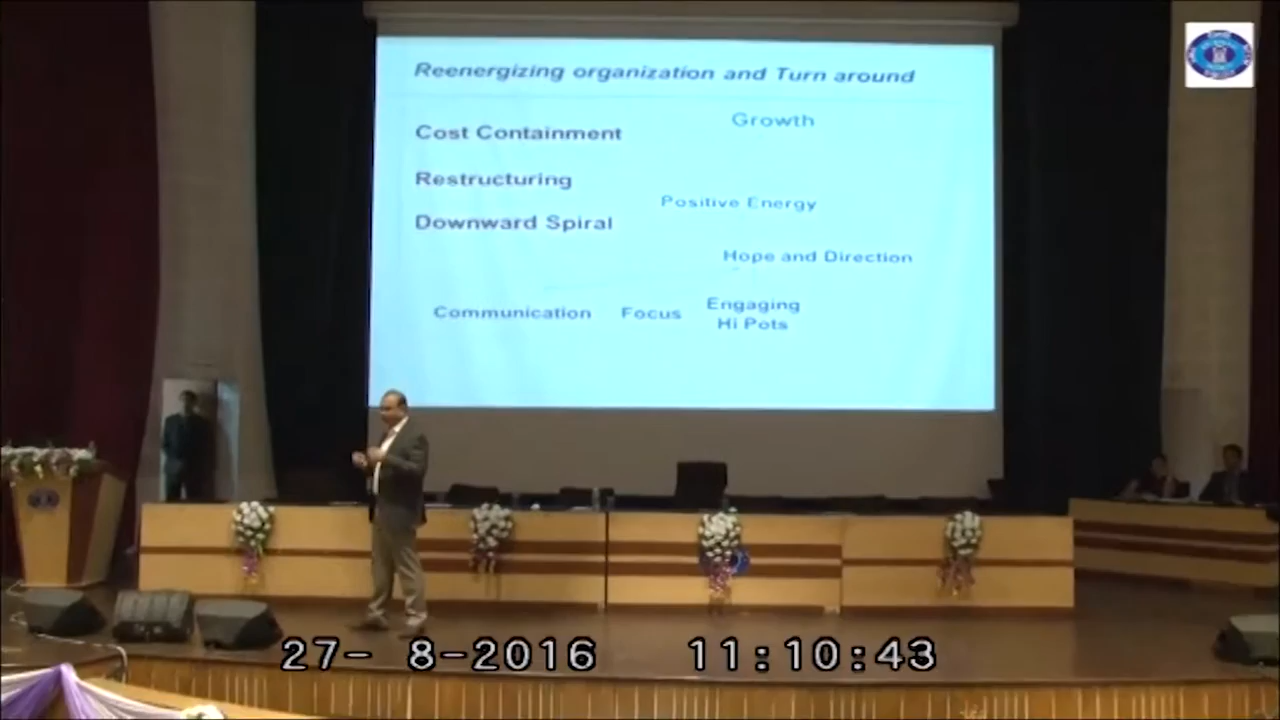 Reenergizing organization and Turn around
Growth
Cost Containment
Restructuring
Positive Energy
Downward Spiral
Hope and Direction
Communication Focus Engaging
Hi Pots
27- 8-2016 11:10:43